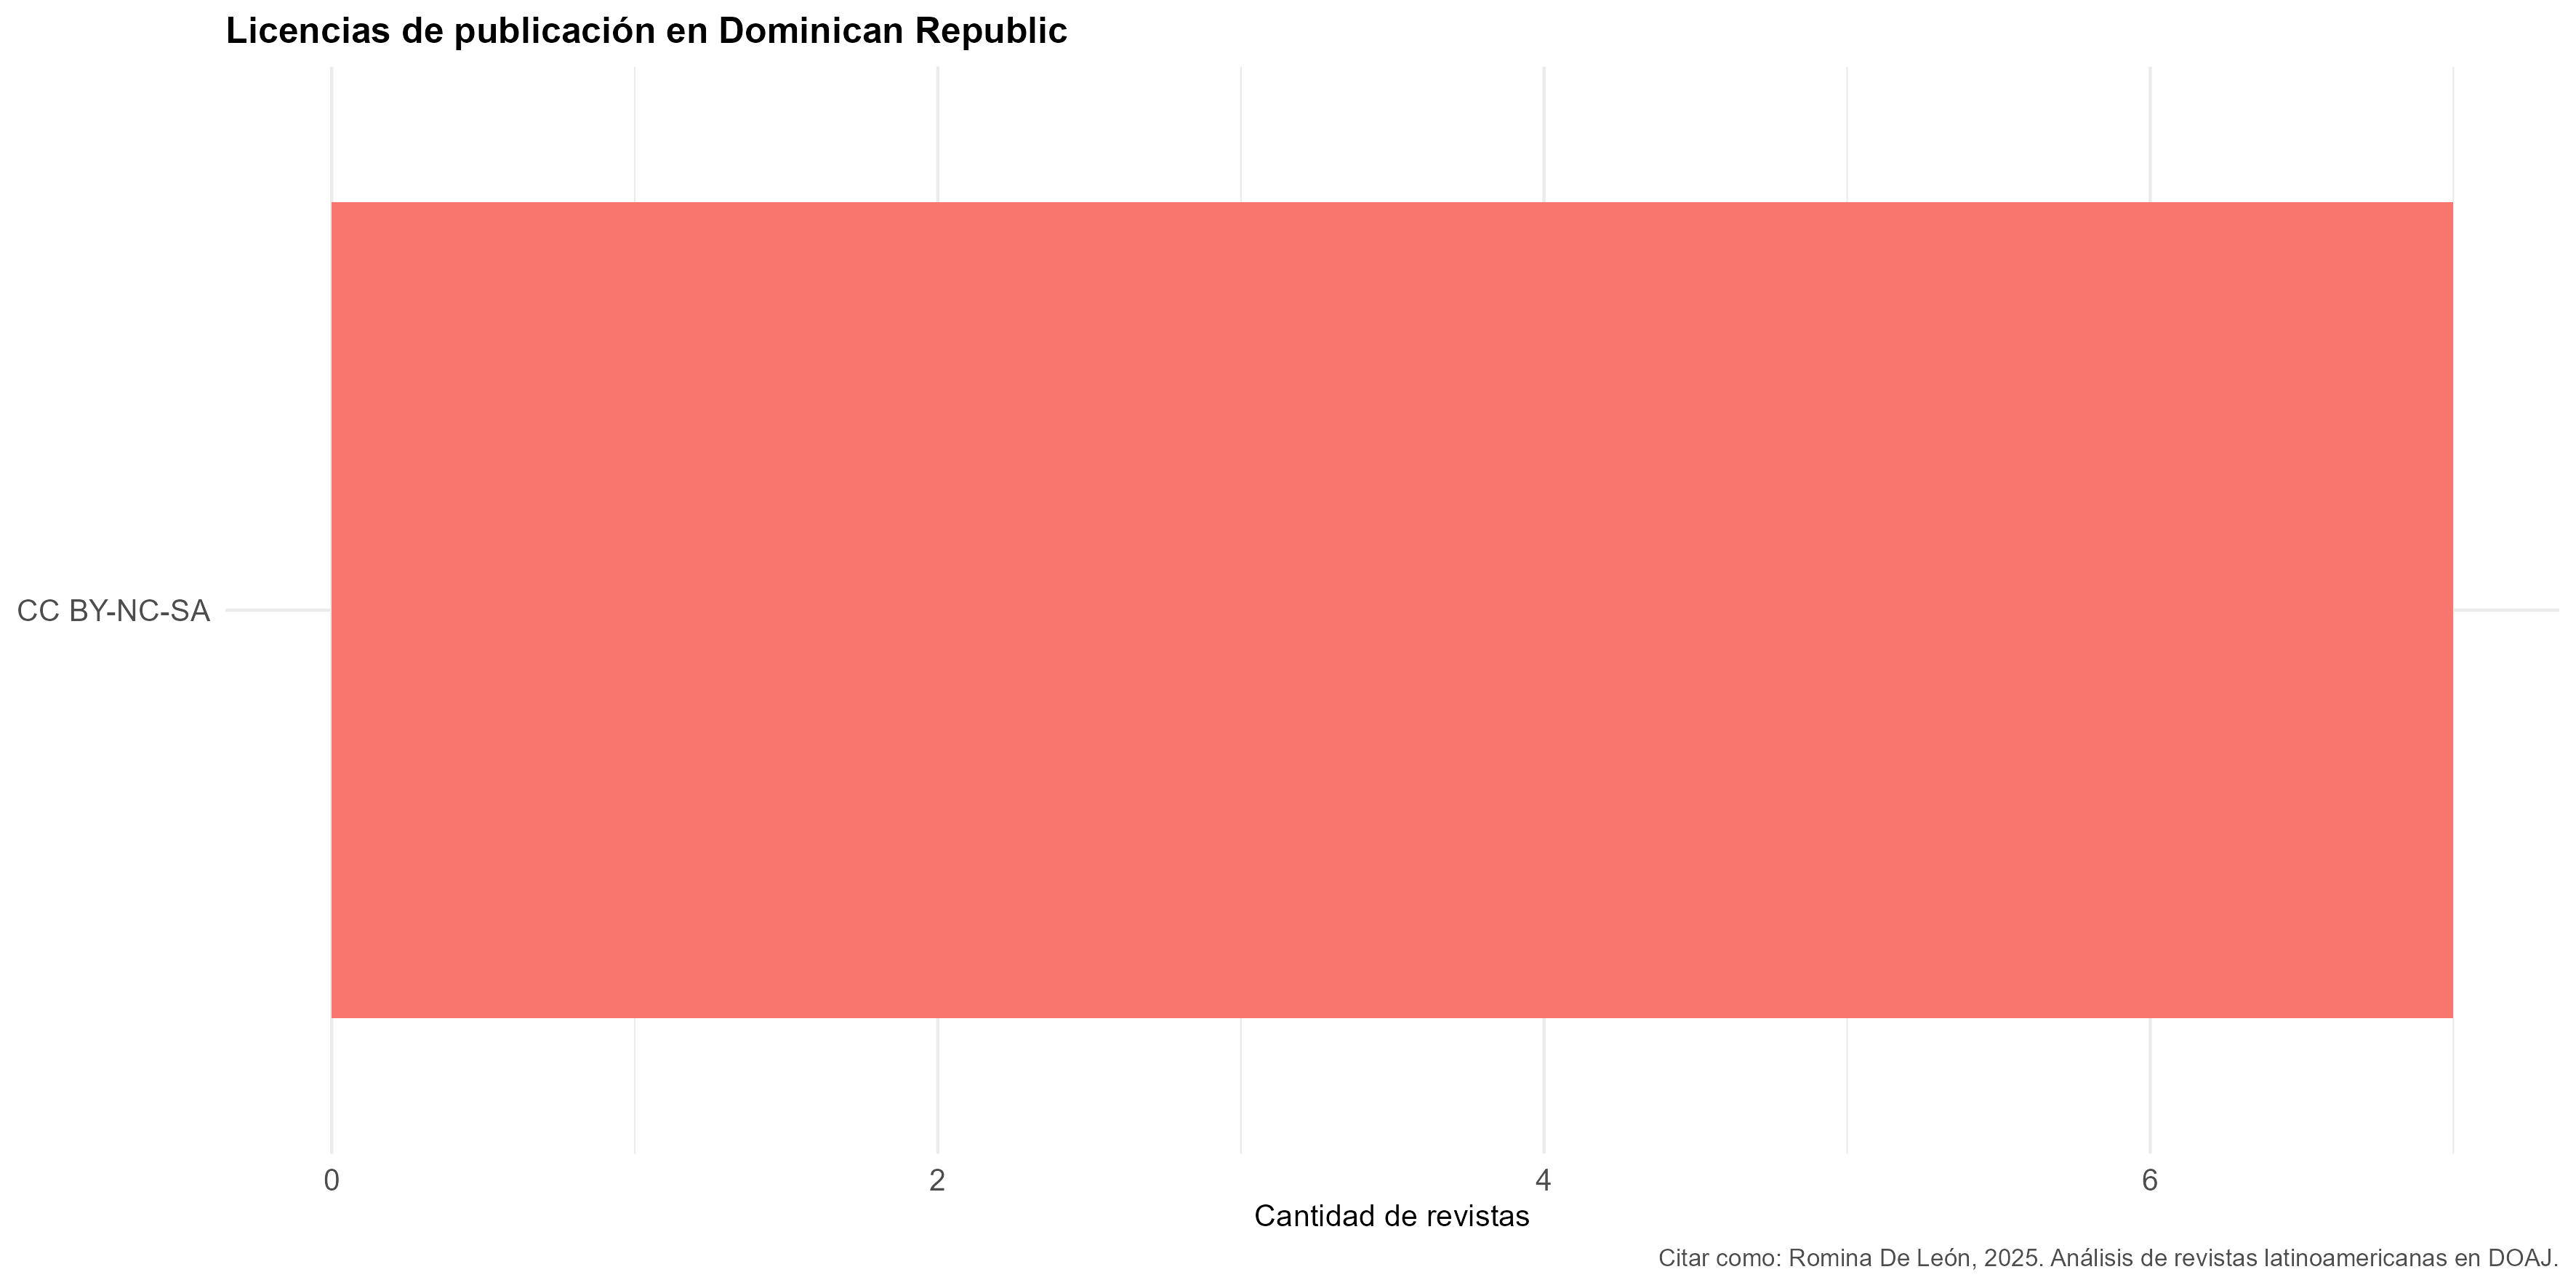 Licencias de publicación en Dominican Republic
CC BY-NC-SA
0 2 4 6
Cantidad de revistas
Citar como: Romina De León, 2025. Análisis de revistas latinoamericanas en DOAJ.